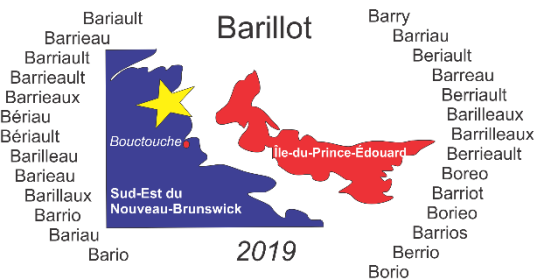 Bariault
Barrieau
Barriault
Barrieault
Barrieaux
Bériau
Bériault
Barilleau
Barieau
Barillaux
Barrio
Bariau
Bario
Barillot
Bouctouche
Île-du-Prince-Édouard
Sud-Est du
Nouveau-Brunswick
2019
Barry
Barriau
Beriault
Barreau
Berriault
Barilleaux
Barrilleaux
Berrieault
Boreo
Barriot
Borieo
Barrios
Berrio
Borio